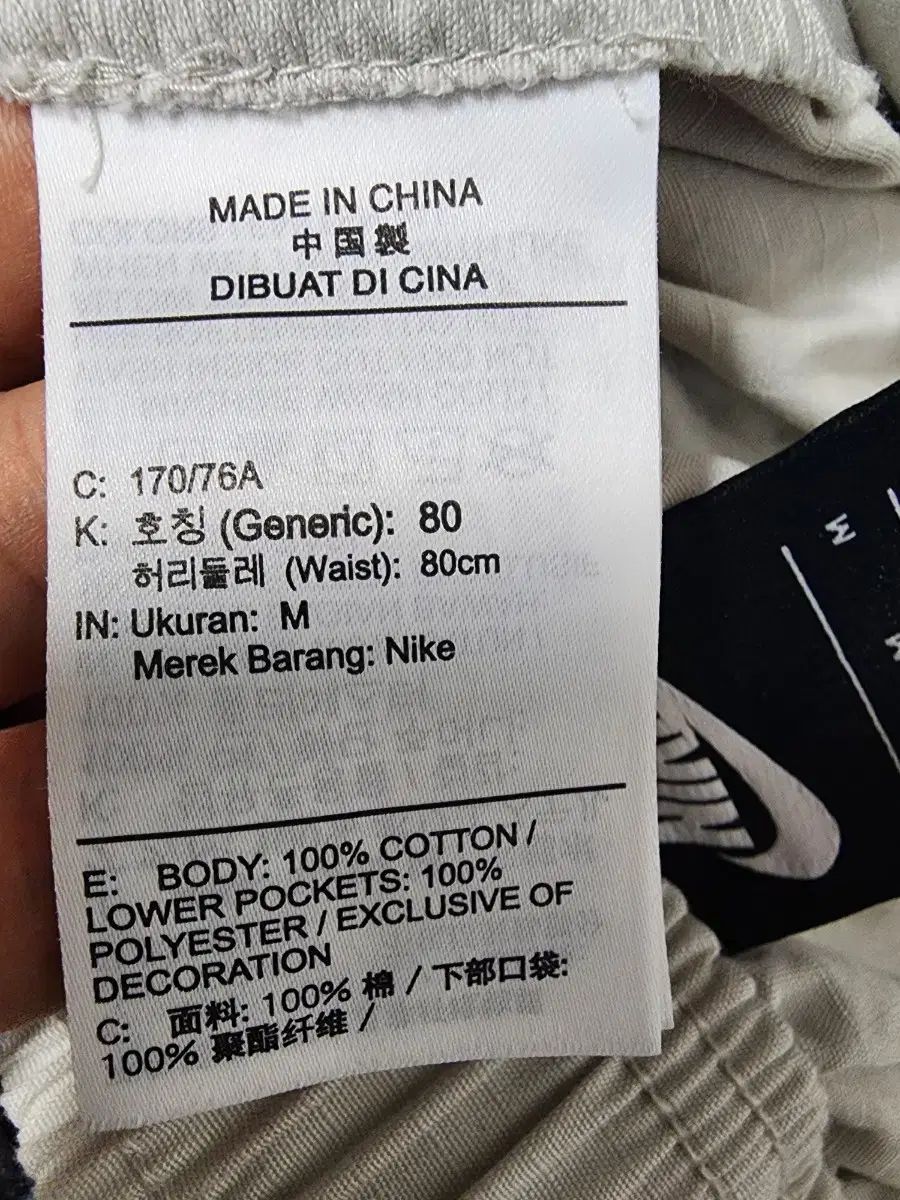 MADE IN CHINA
中国製
DIBUAT DI CINA
C: 170/76A
K: 호칭 (Generic): 80
허리둘레 (Waist): 80cm
IN: Ukuran: M
Merek Barang: Nike
E: BODY: 100% COTTON /
LOWER POCKETS: 100%
POLYESTER / EXCLUSIVE OF
DECORATION
C: 面料: 100% 棉 / 下部口袋:
100% 聚酯纤维 /
M